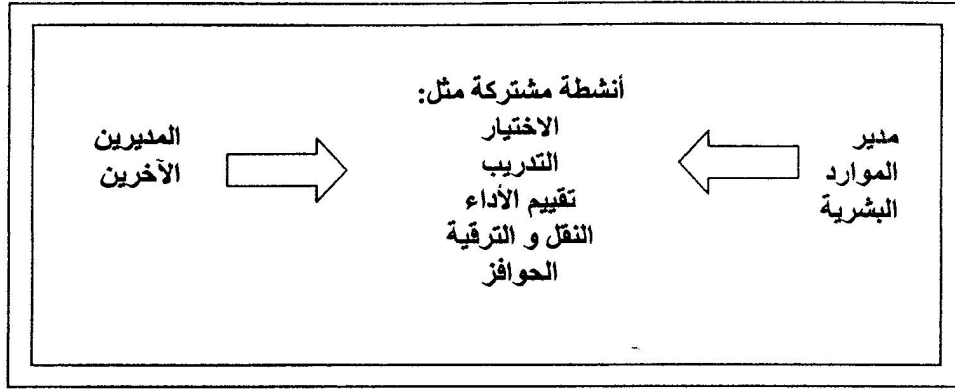 مدير
الموارد
البشرية
أنشطة مشتركة مثل:
الاختيار
التدريب
تقييم الأداء
النقل و الترقية
الحوافز
المديرين
الآخرين